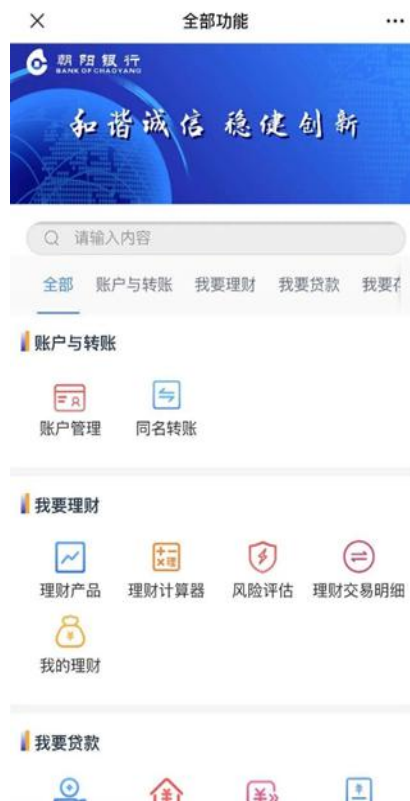 全部功能
朝阳银行
BANK OF CHAOYANG
和谐诚信 稳健创新
请输入内容
全部 账户与转账 我要理财 我要贷款 我要存
账户与转账
账户管理 同名转账
我要理财
理财产品 理财计算器 风险评估 理财交易明细
我的理财
我要贷款